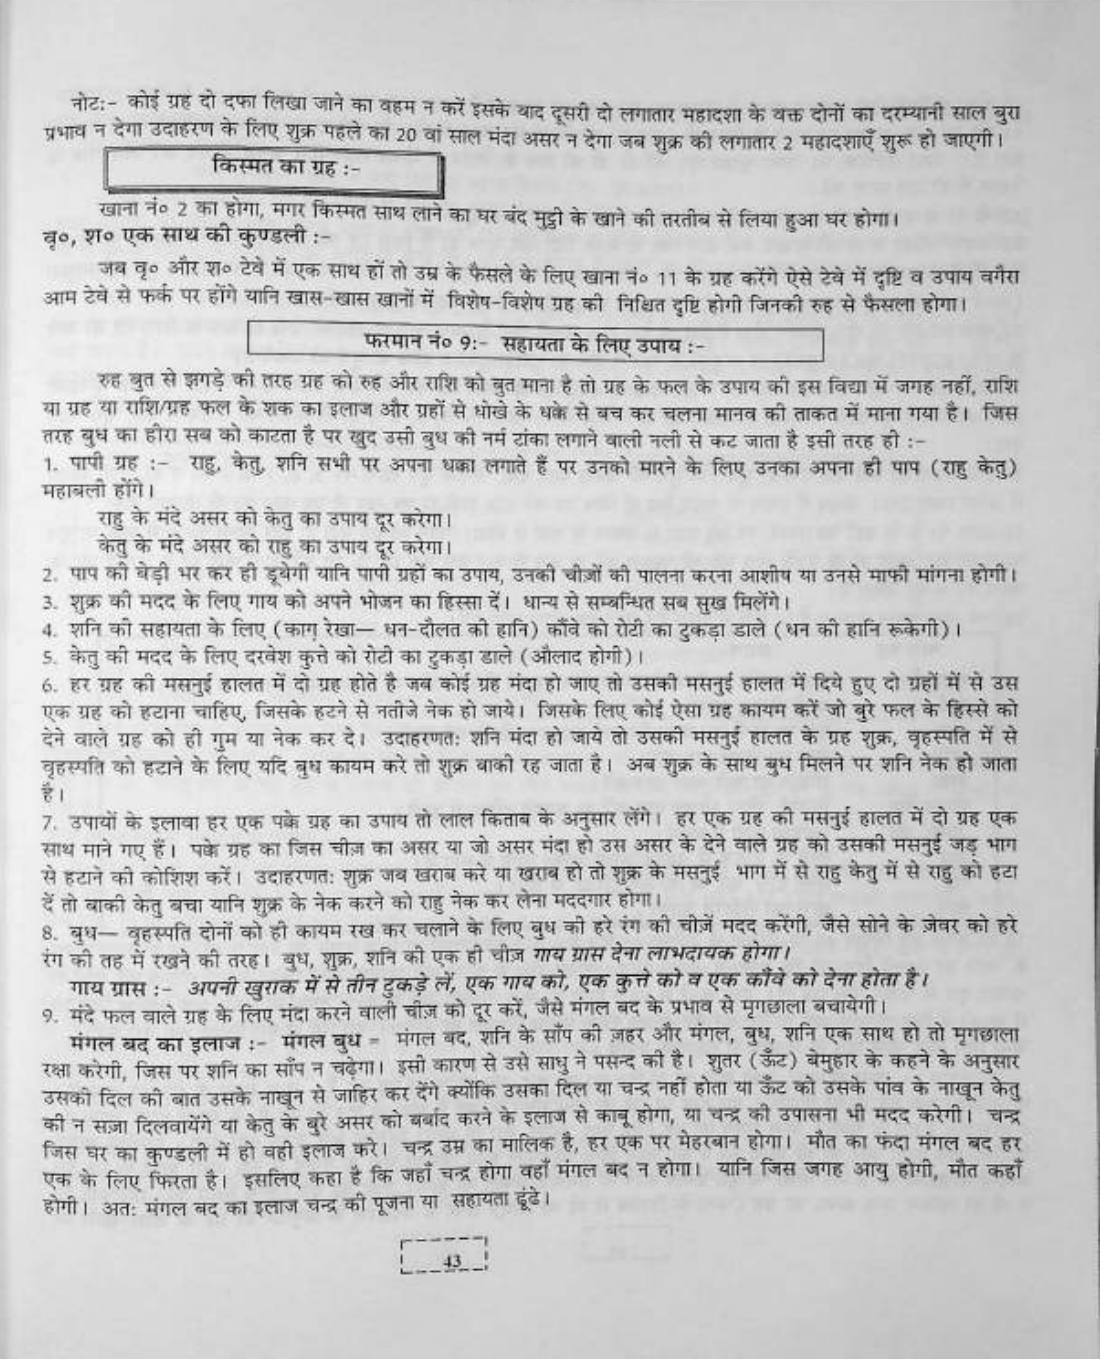 नोट:- कोई ग्रह दो दफा लिखा जाने का वहम न करें इसके बाद दूसरी दो लगातार महादशा के वक्त दोनों का दरम्यानी साल बुरा
प्रभाव न देगा उदाहरण के लिए शुक्र पहले का 20 वां साल मंदा असर न देगा जब शुक्र की लगातार 2 महादशाएँ शुरू हो जाएगी।
किस्मत का ग्रह :-
खाना नं० 2 का होगा, मगर किस्मत साथ लाने का घर बंद मुट्ठी के खाने की तरतीब से लिया हुआ घर होगा।
वृ०, श० एक साथ की कुण्डली :-
जब वृ० और श० टेवे में एक साथ हों तो उम्र के फैसले के लिए खाना नं० 11 के ग्रह करेंगे ऐसे टेवे में दृष्टि व उपाय वगैरा
आम टेवे से फर्क पर होंगे यानि खास-खास खानों में विशेष-विशेष ग्रह की निश्चित दृष्टि होगी जिनकी रुह से फैसला होगा।
फरमान नं० 9:- सहायता के लिए उपाय :-
रुह बुत से झगड़े की तरह ग्रह को रुह और राशि को बुत माना है तो ग्रह के फल के उपाय की इस विद्या में जगह नहीं, राशि
या ग्रह या राशि/ग्रह फल के शक का इलाज और ग्रहों से धोखे के धक्के से बच कर चलना मानव की ताकत में माना गया है। जिस
तरह बुध का हीरा सब को काटता है पर खुद उसी बुध की नर्म टांका लगाने वाली नली से कट जाता है इसी तरह ही :-
1. पापी ग्रह :- राहु, केतु, शनि सभी पर अपना धक्का लगाते हैं पर उनको मारने के लिए उनका अपना ही पाप (राहु केतु)
महाबली होंगे।
राहु के मंदे असर को केतु का उपाय दूर करेगा।
केतु के मंदे असर को राहु का उपाय दूर करेगा।
2. पाप की बेड़ी भर कर ही डूबेगी यानि पापी ग्रहों का उपाय, उनकी चीज़ों की पालना करना आशीष या उनसे माफी मांगना होगी।
3. शुक्र की मदद के लिए गाय को अपने भोजन का हिस्सा दें। धान्य से सम्बन्धित सब सुख मिलेंगे।
4. शनि की सहायता के लिए (काग़ रेखा— धन-दौलत की हानि) कौंवे को रोटी का टुकड़ा डाले (धन की हानि रूकेगी)।
5. केतु की मदद के लिए दरवेश कुत्ते को रोटी का टुकड़ा डाले (औलाद होगी)।
6. हर ग्रह की मसनुई हालत में दो ग्रह होते है जब कोई ग्रह मंदा हो जाए तो उसकी मसनुई हालत में दिये हुए दो ग्रहों में से उस
एक ग्रह को हटाना चाहिए, जिसके हटने से नतीजे नेक हो जाये। जिसके लिए कोई ऐसा ग्रह कायम करें जो बुरे फल के हिस्से को
देने वाले ग्रह को ही गुम या नेक कर दे। उदाहरणत: शनि मंदा हो जाये तो उसकी मसनुई हालत के ग्रह शुक्र, वृहस्पति में से
वृहस्पति को हटाने के लिए यदि बुध कायम करे तो शुक्र बाकी रह जाता है। अब शुक्र के साथ बुध मिलने पर शनि नेक हो जाता
है।
7. उपायों के इलावा हर एक पक्के ग्रह का उपाय तो लाल किताब के अनुसार लेंगे। हर एक ग्रह की मसनुई हालत में दो ग्रह एक
साथ माने गए हैं। पक्के ग्रह का जिस चीज़ का असर या जो असर मंदा हो उस असर के देने वाले ग्रह को उसकी मसनुई जड़ भाग
से हटाने की कोशिश करें। उदाहरणत: शुक्र जब खराब करे या खराब हो तो शुक्र के मसनुई भाग में से राहु केतु में से राहु को हटा
दें तो बाकी केतु बचा यानि शुक्र के नेक करने को राहु नेक कर लेना मददगार होगा।
8. बुध— वृहस्पति दोनों को ही कायम रख कर चलाने के लिए बुध की हरे रंग की चीज़ें मदद करेंगी, जैसे सोने के ज़ेवर को हरे
रंग की तह में रखने की तरह। बुध, शुक्र, शनि की एक ही चीज़ गाय ग्रास देना लाभदायक होगा।
गाय ग्रास :- अपनी खुराक में से तीन टुकड़े लें, एक गाय को, एक कुत्ते को व एक कौवे को देना होता है।
9. मंदे फल वाले ग्रह के लिए मंदा करने वाली चीज़ को दूर करें, जैसे मंगल बद के प्रभाव से मृगछाला बचायेगी।
मंगल बद का इलाज :- मंगल बुध = मंगल बद, शनि के साँप की ज़हर और मंगल, बुध, शनि एक साथ हो तो मृगछाला
रक्षा करेगी, जिस पर शनि का साँप न चढ़ेगा। इसी कारण से उसे साधु ने पसन्द की है। शुतर (ऊँट) बेमुहार के कहने के अनुसार
उसकी दिल की बात उसके नाखून से जाहिर कर देंगे क्योंकि उसका दिल या चन्द्र नहीं होता या ऊँट को उसके पांव के नाखून केतु
की न सज़ा दिलवायेंगे या केतु के बुरे असर को बर्बाद करने के इलाज से काबू होगा, या चन्द्र की उपासना भी मदद करेगी। चन्द्र
जिस घर का कुण्डली में हो वही इलाज करे। चन्द्र उम्र का मालिक है, हर एक पर मेहरबान होगा। मौत का फंदा मंगल बद हर
एक के लिए फिरता है। इसलिए कहा है कि जहाँ चन्द्र होगा वहाँ मंगल बद न होगा। यानि जिस जगह आयु होगी, मौत कहाँ
होगी। अत: मंगल बद का इलाज चन्द्र की पूजना या सहायता ढूंढे।
43